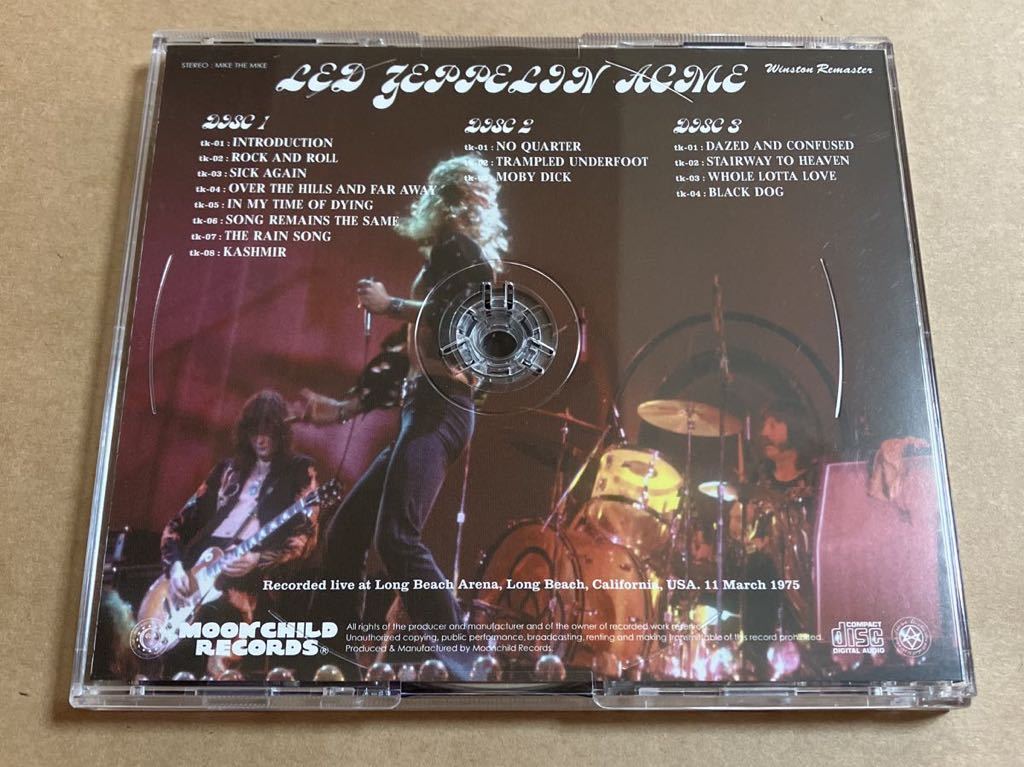 STEREO : MIKE THE MIKE
LED ZEPPELIN ACME
Winston Remaster
DISC 1
tk-01 : INTRODUCTION
tk-02 : ROCK AND ROLL
tk-03 : SICK AGAIN
tk-04 : OVER THE HILLS AND FAR AWAY
tk-05 : IN MY TIME OF DYING
tk-06 : SONG REMAINS THE SAME
tk-07 : THE RAIN SONG
tk-08 : KASHMIR
DISC 2
tk-01 : NO QUARTER
tk-02 : TRAMPLED UNDERFOOT
tk-03 : MOBY DICK
DISC 3
tk-01 : DAZED AND CONFUSED
tk-02 : STAIRWAY TO HEAVEN
tk-03 : WHOLE LOTTA LOVE
tk-04 : BLACK DOG
Recorded live at Long Beach Arena, Long Beach, California, USA. 11 March 1975
MOONCHILD
RECORDS®
All rights of the producer and manufacturer and of the owner of recorded work reserved.
Unauthorized copying, public performance, broadcasting, renting and making transmittable of this record prohibited.
Produced & Manufactured by Moonchild Records.
COMPACT
disc
DIGITAL AUDIO